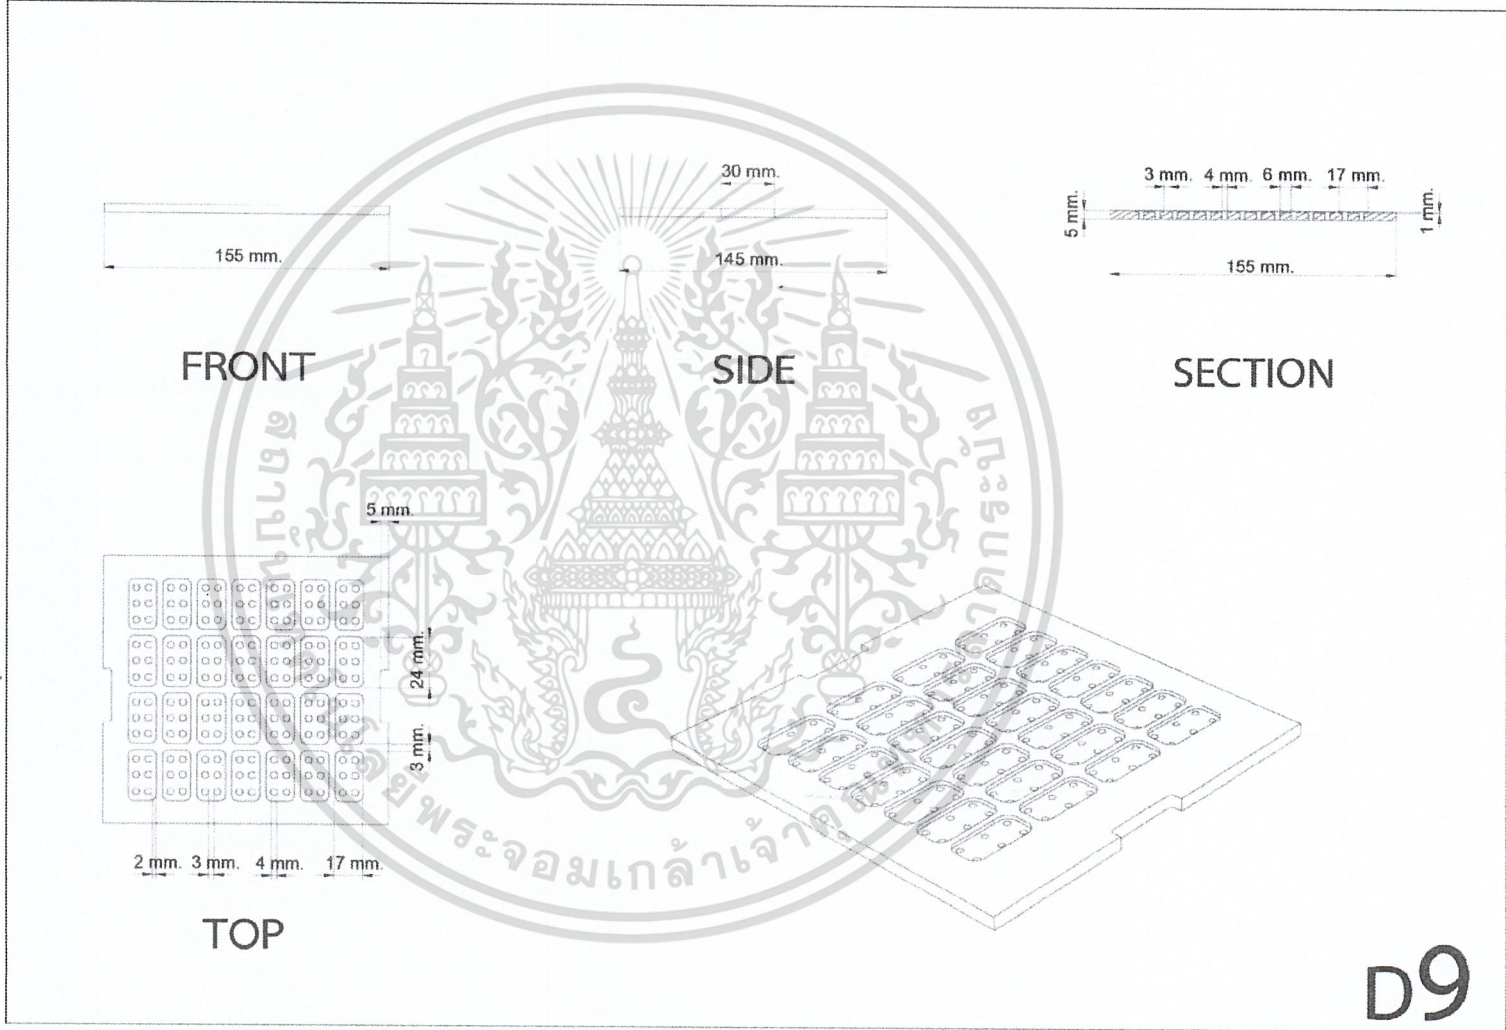 30 mm.
3 mm. 4 mm. 6 mm. 17 mm.
5 mm.
1 mm.
155 mm.
145 mm.
155 mm.
FRONT
SIDE
SECTION
5 mm.
24 mm.
3 mm.
2 mm. 3 mm. 4 mm. 17 mm.
TOP
D9